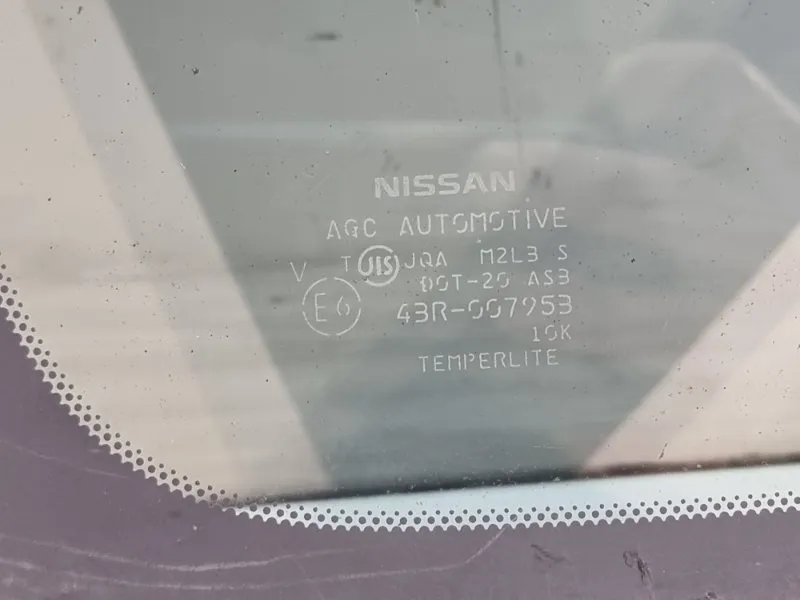 NISSAN
AGC AUTOMOTIVE
T JIS JQA M2L3 S
V
DOT-20 AS3
E6 43R-007953
10K
TEMPERLITE